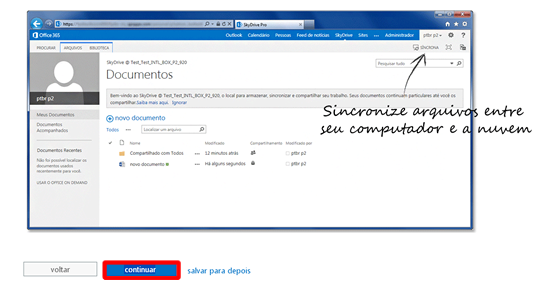 SkyDrive Pro
Office 365
Outlook Calendário Pessoas Feed de notícias SkyDrive Sites ... Administrador ptbr p2
PROCURAR ARQUIVOS BIBLIOTECA
sincroniza
SkyDrive @ Test_Test_INTL_BOX_P2_920
Documentos
Pesquisar tudo
Bem-vindo ao SkyDrive @ Test_Test_INTL_BOX_P2_920, o local para armazenar, sincronizar e compartilhar seu trabalho. Seus documentos continuam particulares até você os
compartilhar.Saiba mais aqui. Ignorar
ptbr p2
Meus Documentos
Documentos
Acompanhados
Documentos Recentes
Não foi possível localizar os
documentos usados
recentemente para você.
USAR O OFFICE ON DEMAND
novo documento
Todos ... Localizar um arquivo
Nome Modificado Compartilhamento Modificado por
Compartilhado com Todos ... 12 minutos atrás ptbr p2
novo documento ... Há alguns segundos ptbr p2
Sincronize arquivos entre
seu computador e a nuvem
voltar continuar salvar para depois